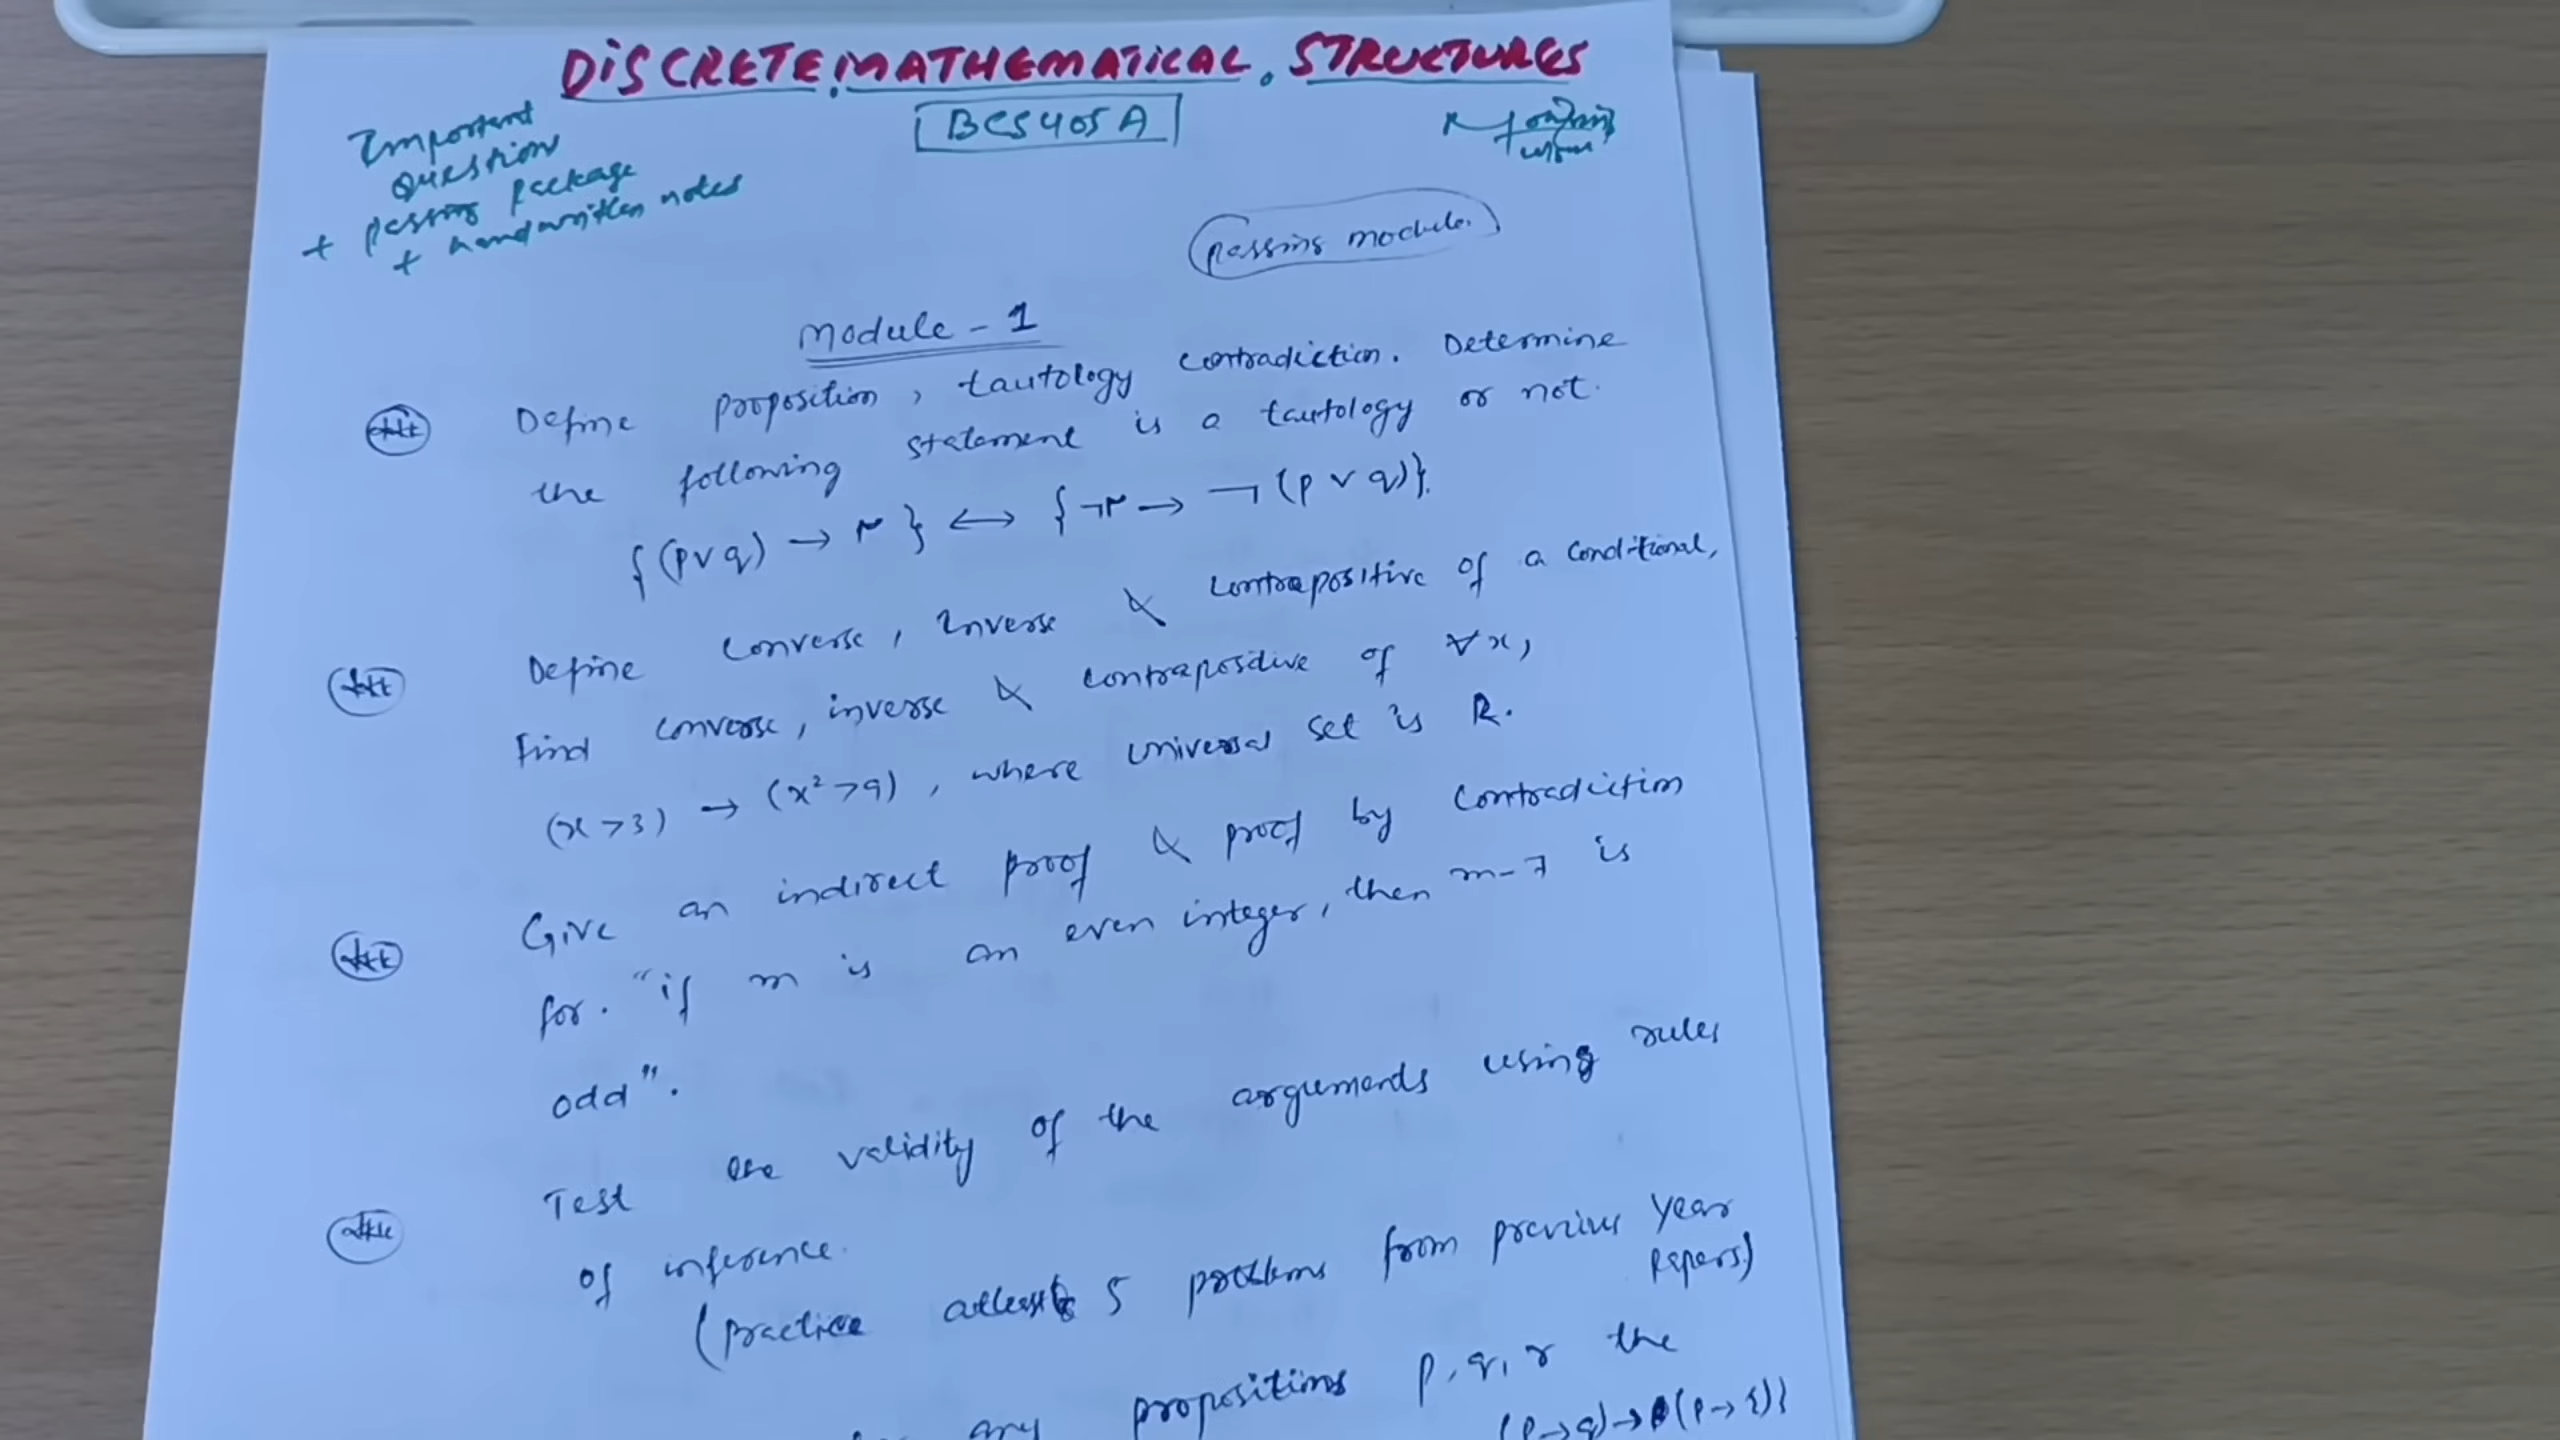 DISCRETE MATHEMATICAL STRUCTURES
BCS405A
Important
question
+ passing package
+ handwritten notes
passing module.
Module - 1
Define proposition, tautology contradiction. Determine
the following statement is a tautology or not.
{(p∨q) → r} ↔ {¬r → ¬(p ∨ q)}.
Define converse, Inverse & contrapositive of a conditional,
Find converse, inverse & contrapositive of ∀x,
(x>3) → (x²>9), where universal set is R.
Give an indirect proof & proof by contradiction
for. "if m is an even integer, then m-7 is
odd".
Test the validity of the arguments using rules
of inference.
(practice atleast 5 problems from previous year
papers)
any propositions p, q, r the
(p→q)→(p→